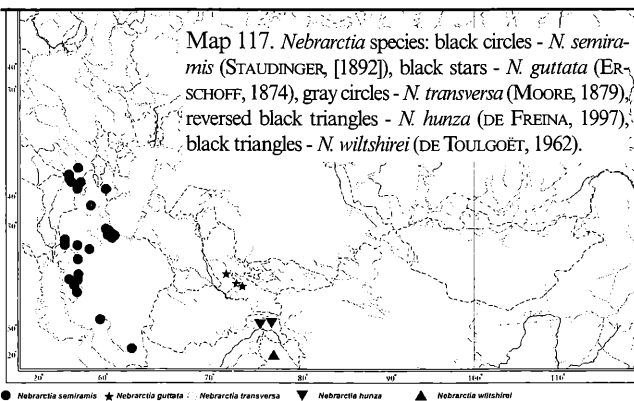 Map 117. Nebrarctia species: black circles - N. semira-
mis (STAUDINGER, [1892]), black stars - N. guttata (ER-
SCHOFF, 1874), gray circles - N. transversa (MOORE, 1879),
reversed black triangles - N. hunza (DE FREINA, 1997),
black triangles - N. wiltshirei (DE TOULGOËT, 1962).
60° 70° 80° 90° 100° 110°
Nebrarctia semiramis Nebrarctia guttata Nebrarctia transversa Nebrarctia hunza Nebrarctia wiltshirei